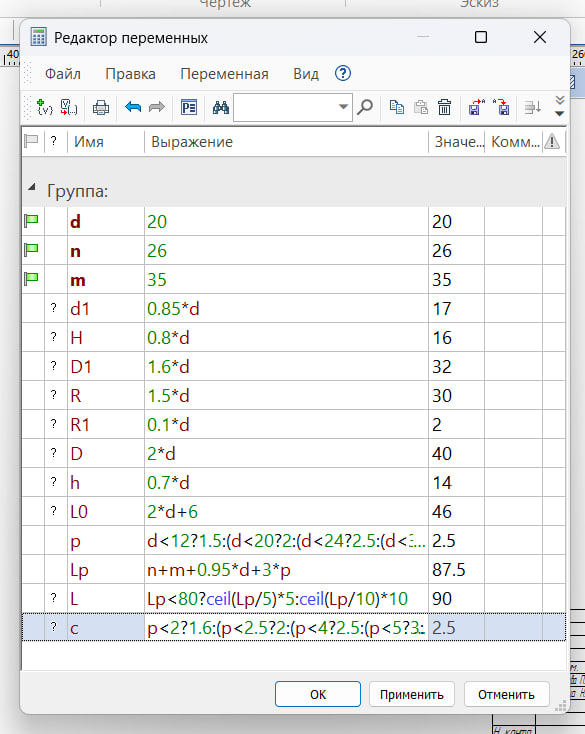 Чертеж Эскиз
Редактор переменных
40
Файл Правка Переменная Вид ?
? Имя Выражение Значе... Комм...
Группа:
d 20 20
n 26 26
m 35 35
? d1 0.85*d 17
? H 0.8*d 16
? D1 1.6*d 32
? R 1.5*d 30
? R1 0.1*d 2
? D 2*d 40
? h 0.7*d 14
? L0 2*d+6 46
p d<12?1.5:(d<20?2:(d<24?2.5:(d<3... 2.5
Lp n+m+0.95*d+3*p 87.5
? L Lp<80?ceil(Lp/5)*5:ceil(Lp/10)*10 90
? c p<2?1.6:(p<2.5?2:(p<4?2.5:(p<5?3... 2.5
ОК Применить Отменить